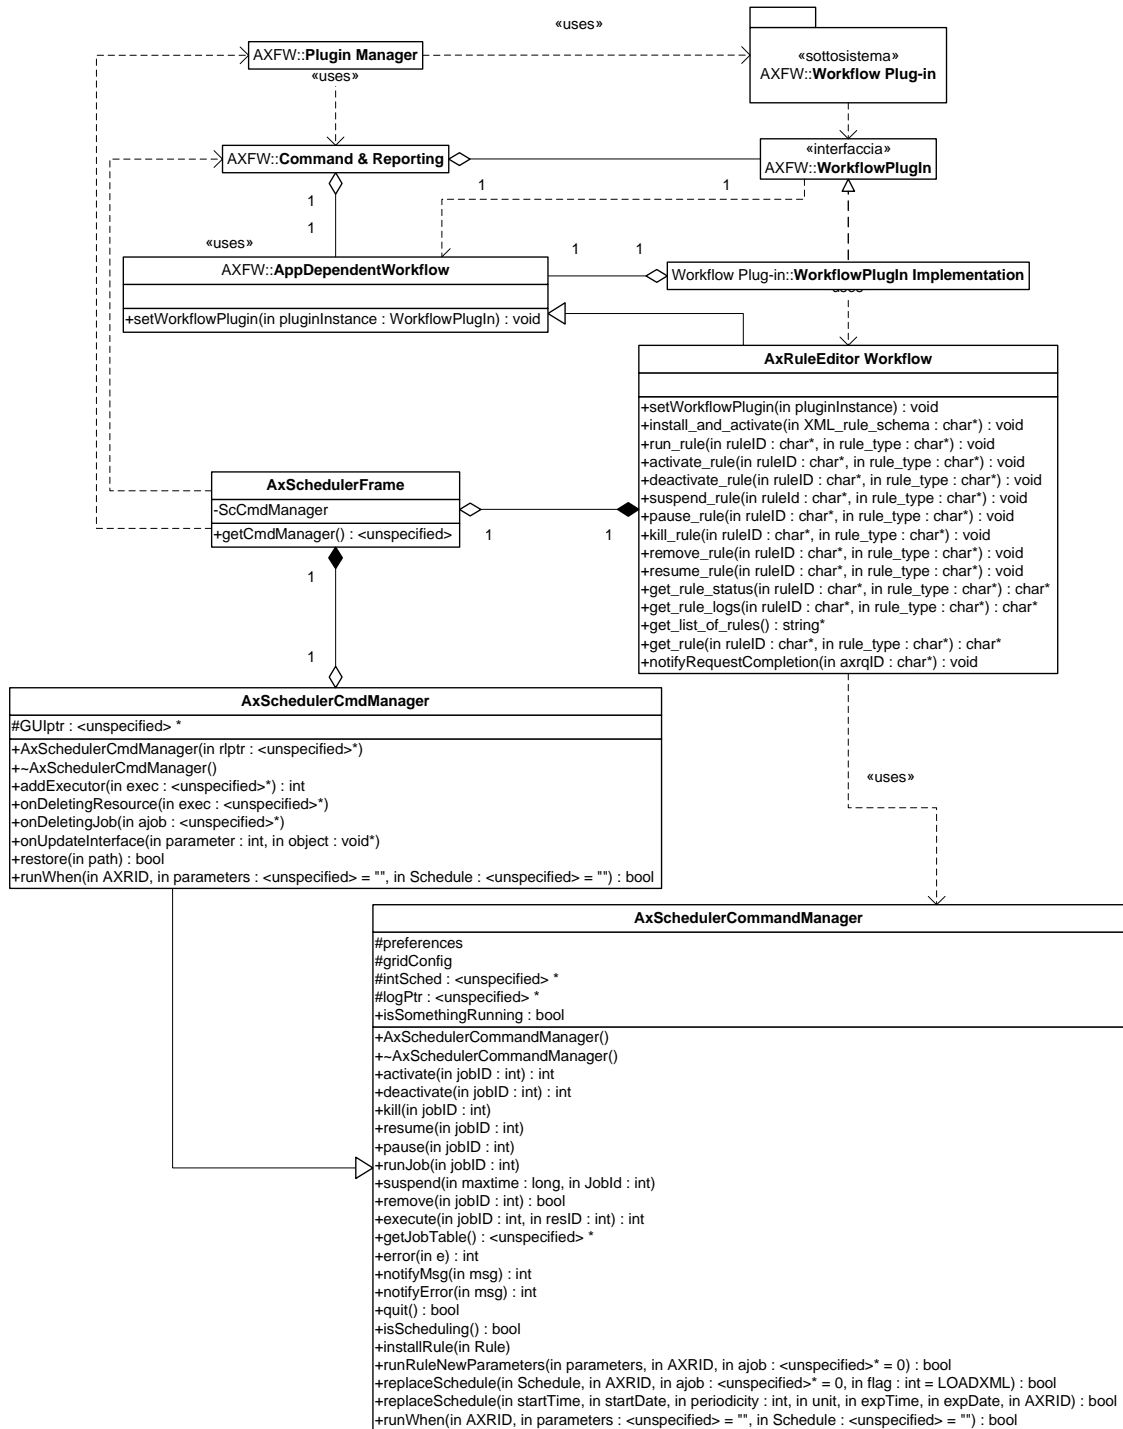 «uses»
AXFW::Plugin Manager
«sottosistema»
AXFW::Workflow Plug-in
«uses»
AXFW::Command & Reporting
«interfaccia»
AXFW::WorkflowPlugIn
1
1
1
1
«uses»
AXFW::AppDependentWorkflow
+setWorkflowPlugin(in pluginInstance : WorkflowPlugIn) : void
1
1
Workflow Plug-in::WorkflowPlugIn Implementation
uses
AxRuleEditor Workflow
+setWorkflowPlugin(in pluginInstance) : void
+install_and_activate(in XML_rule_schema : char*) : void
+run_rule(in ruleID : char*, in rule_type : char*) : void
+activate_rule(in ruleID : char*, in rule_type : char*) : void
+deactivate_rule(in ruleID : char*, in rule_type : char*) : void
+suspend_rule(in ruleId : char*, in rule_type : char*) : void
+pause_rule(in ruleID : char*, in rule_type : char*) : void
+kill_rule(in ruleID : char*, in rule_type : char*) : void
+remove_rule(in ruleID : char*, in rule_type : char*) : void
+resume_rule(in ruleID : char*, in rule_type : char*) : void
+get_rule_status(in ruleID : char*, in rule_type : char*) : char*
+get_rule_logs(in ruleID : char*, in rule_type : char*) : char*
+get_list_of_rules() : string*
+get_rule(in ruleID : char*, in rule_type : char*) : char*
+notifyRequestCompletion(in axrqID : char*) : void
AxSchedulerFrame
-ScCmdManager
+getCmdManager() : <unspecified>
1
1
1
1
AxSchedulerCmdManager
#GUIptr : <unspecified> *
+AxSchedulerCmdManager(in rlptr : <unspecified>*)
+~AxSchedulerCmdManager()
+addExecutor(in exec : <unspecified>*) : int
+onDeletingResource(in exec : <unspecified>*)
+onDeletingJob(in ajob : <unspecified>*)
+onUpdateInterface(in parameter : int, in object : void*)
+restore(in path) : bool
+runWhen(in AXRID, in parameters : <unspecified> = "", in Schedule : <unspecified> = "") : bool
«uses»
AxSchedulerCommandManager
#preferences
#gridConfig
#intSched : <unspecified> *
#logPtr : <unspecified> *
+isSomethingRunning : bool
+AxSchedulerCommandManager()
+~AxSchedulerCommandManager()
+activate(in jobID : int) : int
+deactivate(in jobID : int) : int
+kill(in jobID : int)
+resume(in jobID : int)
+pause(in jobID : int)
+runJob(in jobID : int)
+suspend(in maxtime : long, in JobId : int)
+remove(in jobID : int) : bool
+execute(in jobID : int, in resID : int) : int
+getJobTable() : <unspecified> *
+error(in e) : int
+notifyMsg(in msg) : int
+notifyError(in msg) : int
+quit() : bool
+isScheduling() : bool
+installRule(in Rule)
+runRuleNewParameters(in parameters, in AXRID, in ajob : <unspecified>* = 0) : bool
+replaceSchedule(in Schedule, in AXRID, in ajob : <unspecified>* = 0, in flag : int = LOADXML) : bool
+replaceSchedule(in startTime, in startDate, in periodicity : int, in unit, in expTime, in expDate, in AXRID) : bool
+runWhen(in AXRID, in parameters : <unspecified> = "", in Schedule : <unspecified> = "") : bool